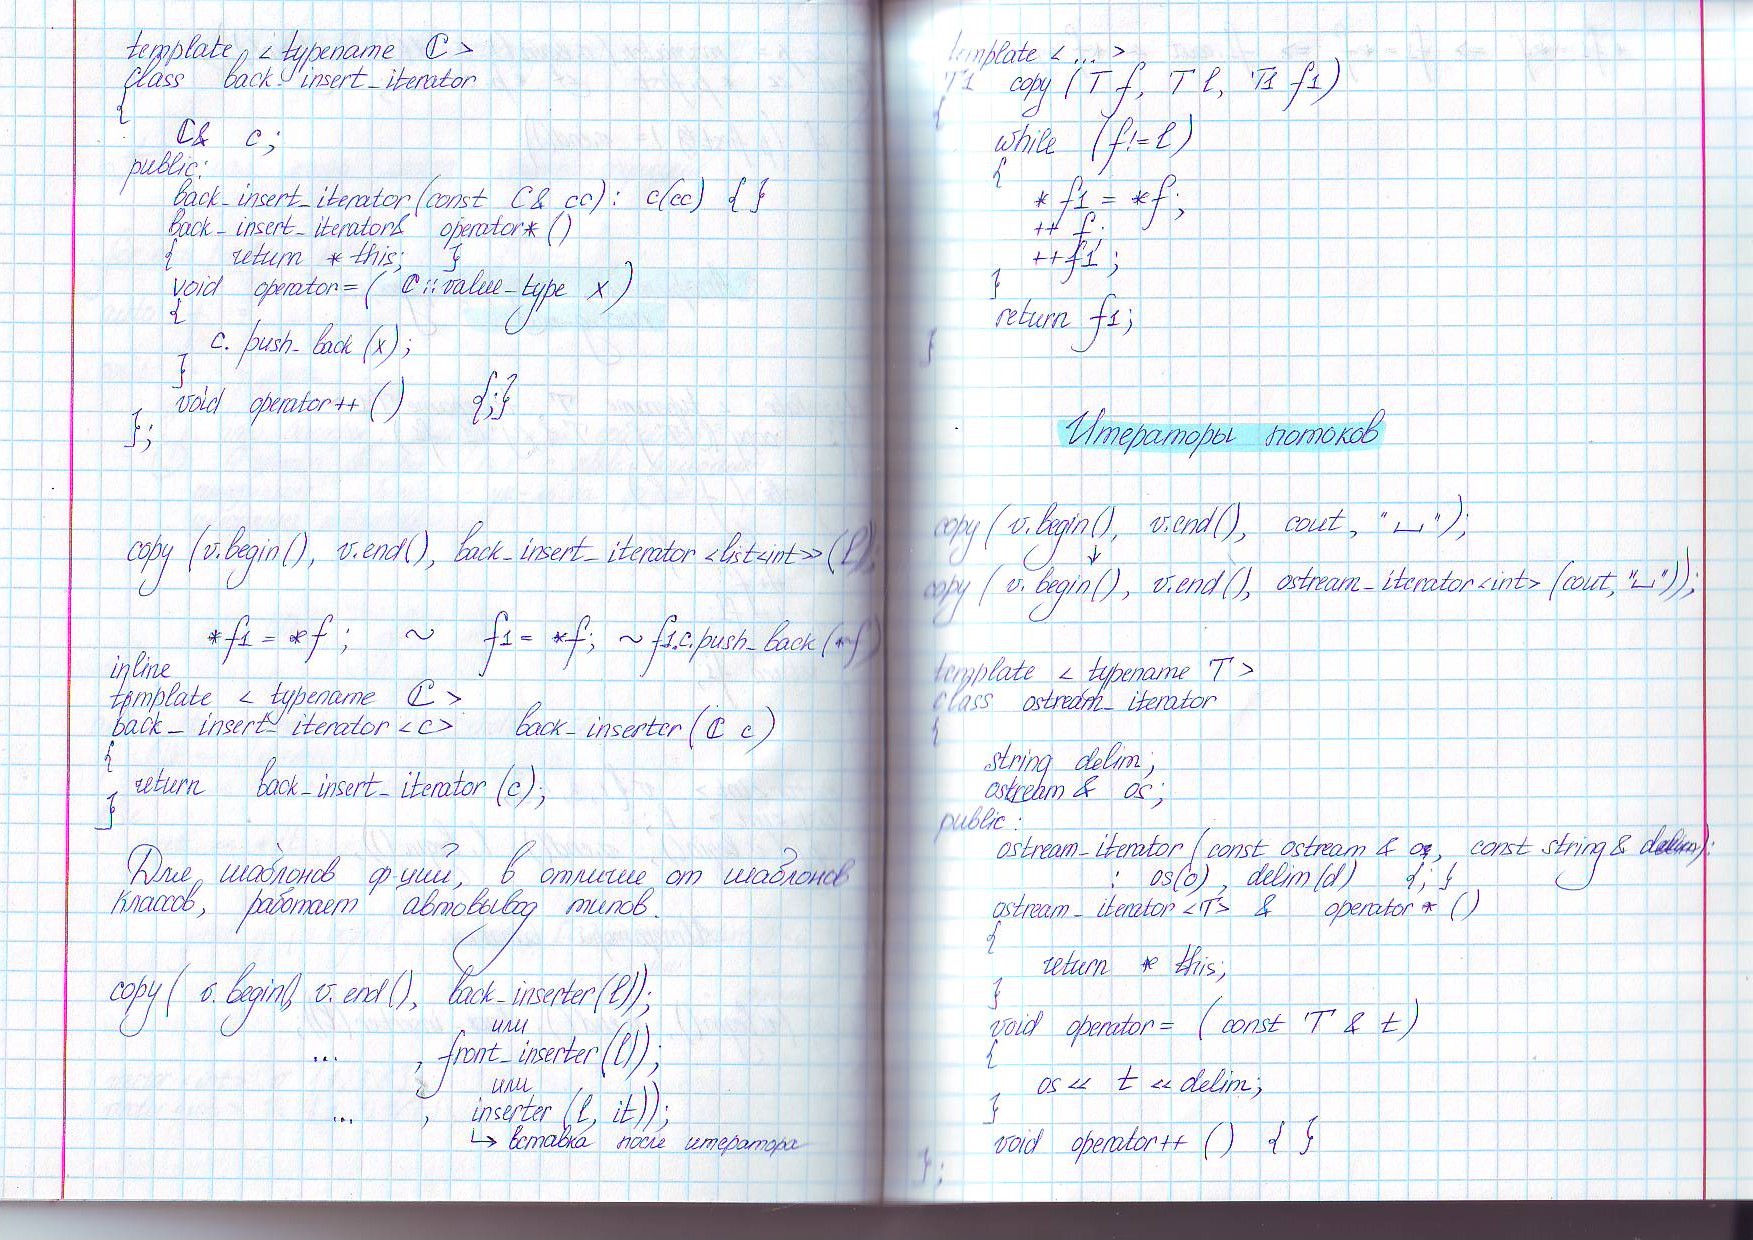 template <typename C>
class back_insert_iterator
{
C& c;
public:
back_insert_iterator(const C& cc): c(cc) { }
back_insert_iterator& operator*()
{ return *this; }
void operator=( C::value_type x)
{
c. push_back (x);
}
void operator++ () {;}
};
copy (v.begin(), v.end(), back_insert_iterator <list<int>> (l);
*f1 = *f ; ~ f1 = *f; ~ f1.c.push_back (*f)
inline
template < typename C >
back_insert_iterator <c> back_inserter (C c)
{
return back_insert_iterator (c);
}
Для шаблонов ф-ций, в отличие от шаблонов
классов, работает автовывод типов.
copy ( v.begin(), v.end(), back_inserter(l));
или
... , front_inserter(l));
или
... , inserter (l, it));
↳ вставка после итератора
template < ... >
T1 copy (T f, T l, T1 f1)
{
while (f!=l)
{
* f1 = *f;
++ f;
++f1 ;
}
return f1;
}
Итераторы потоков
copy ( v.begin(), v.end(), cout, "␣");
↓
copy ( v.begin(), v.end(), ostream_iterator<int> (cout, "␣"));
template < typename T >
class ostream_iterator
{
string delim;
ostream & os;
public:
ostream_iterator (const ostream & o, const string & delim):
: os(o), delim(d) {; }
ostream_iterator <T> & operator * ()
{
return * this;
}
void operator= (const T & t)
{
os << t << delim;
}
void operator++ () { }
};